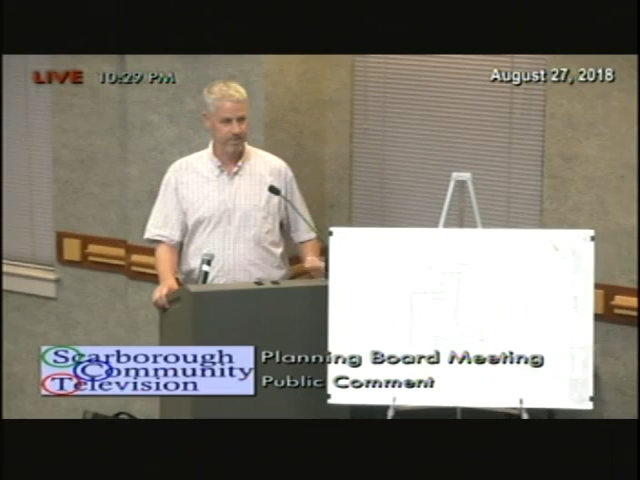 LIVE 10:29 PM
August 27, 2018
Scarborough
Community
Television
Planning Board Meeting
Public Comment